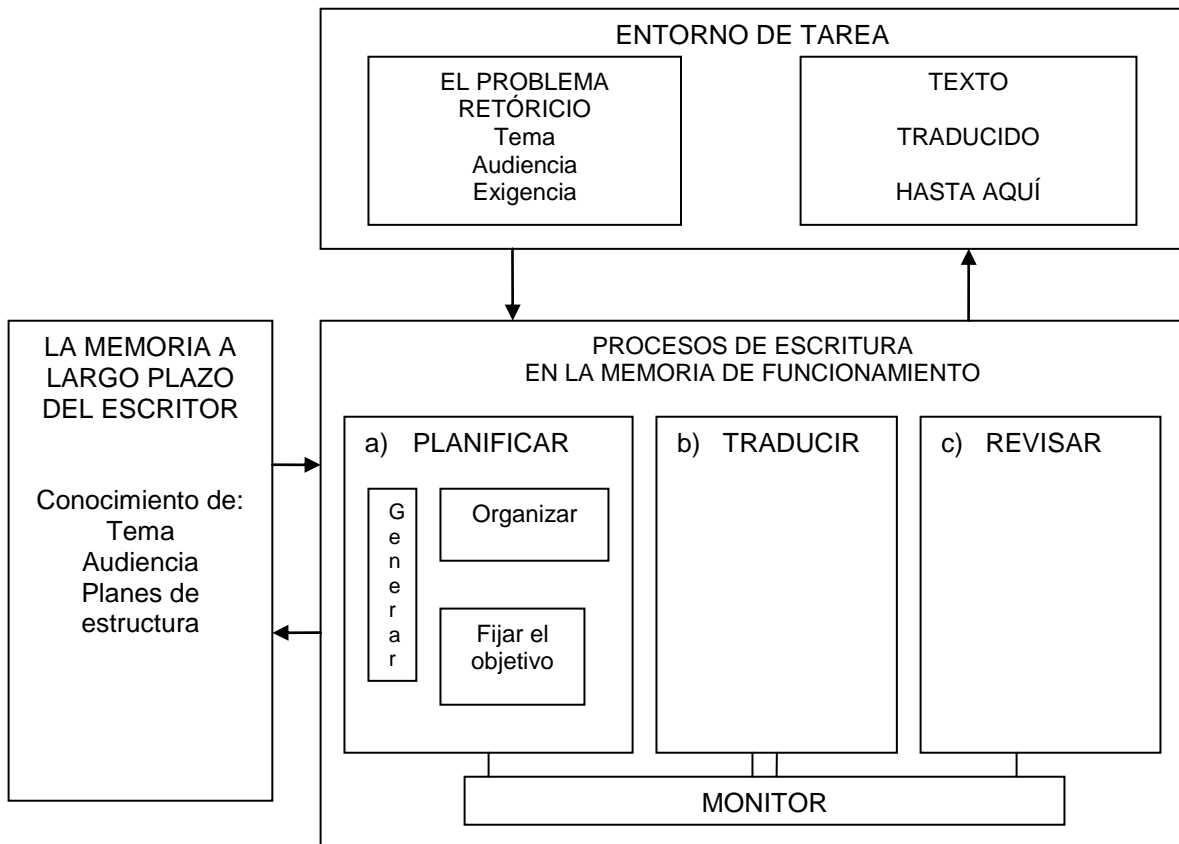 ENTORNO DE TAREA
EL PROBLEMA
RETÓRICIO
Tema
Audiencia
Exigencia
TEXTO
TRADUCIDO
HASTA AQUÍ
LA MEMORIA A
LARGO PLAZO
DEL ESCRITOR
Conocimiento de:
Tema
Audiencia
Planes de
estructura
PROCESOS DE ESCRITURA
EN LA MEMORIA DE FUNCIONAMIENTO
a) PLANIFICAR
Generar
Organizar
Fijar el
objetivo
b) TRADUCIR
c) REVISAR
MONITOR